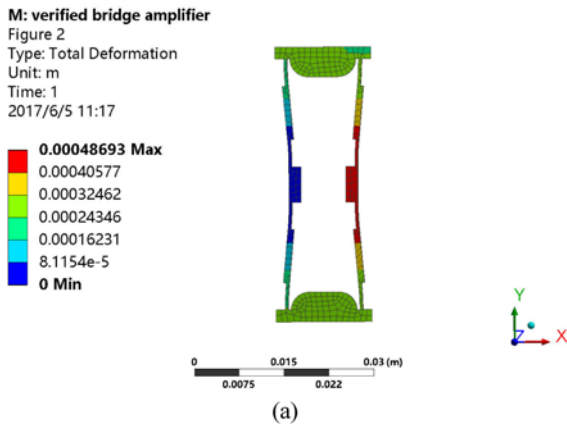 M: verified bridge amplifier
Figure 2
Type: Total Deformation
Unit: m
Time: 1
2017/6/5 11:17
0.00048693 Max
0.00040577
0.00032462
0.00024346
0.00016231
8.1154e-5
0 Min
Y
Z
X
0
0.015
0.03 (m)
0.0075
0.022
(a)